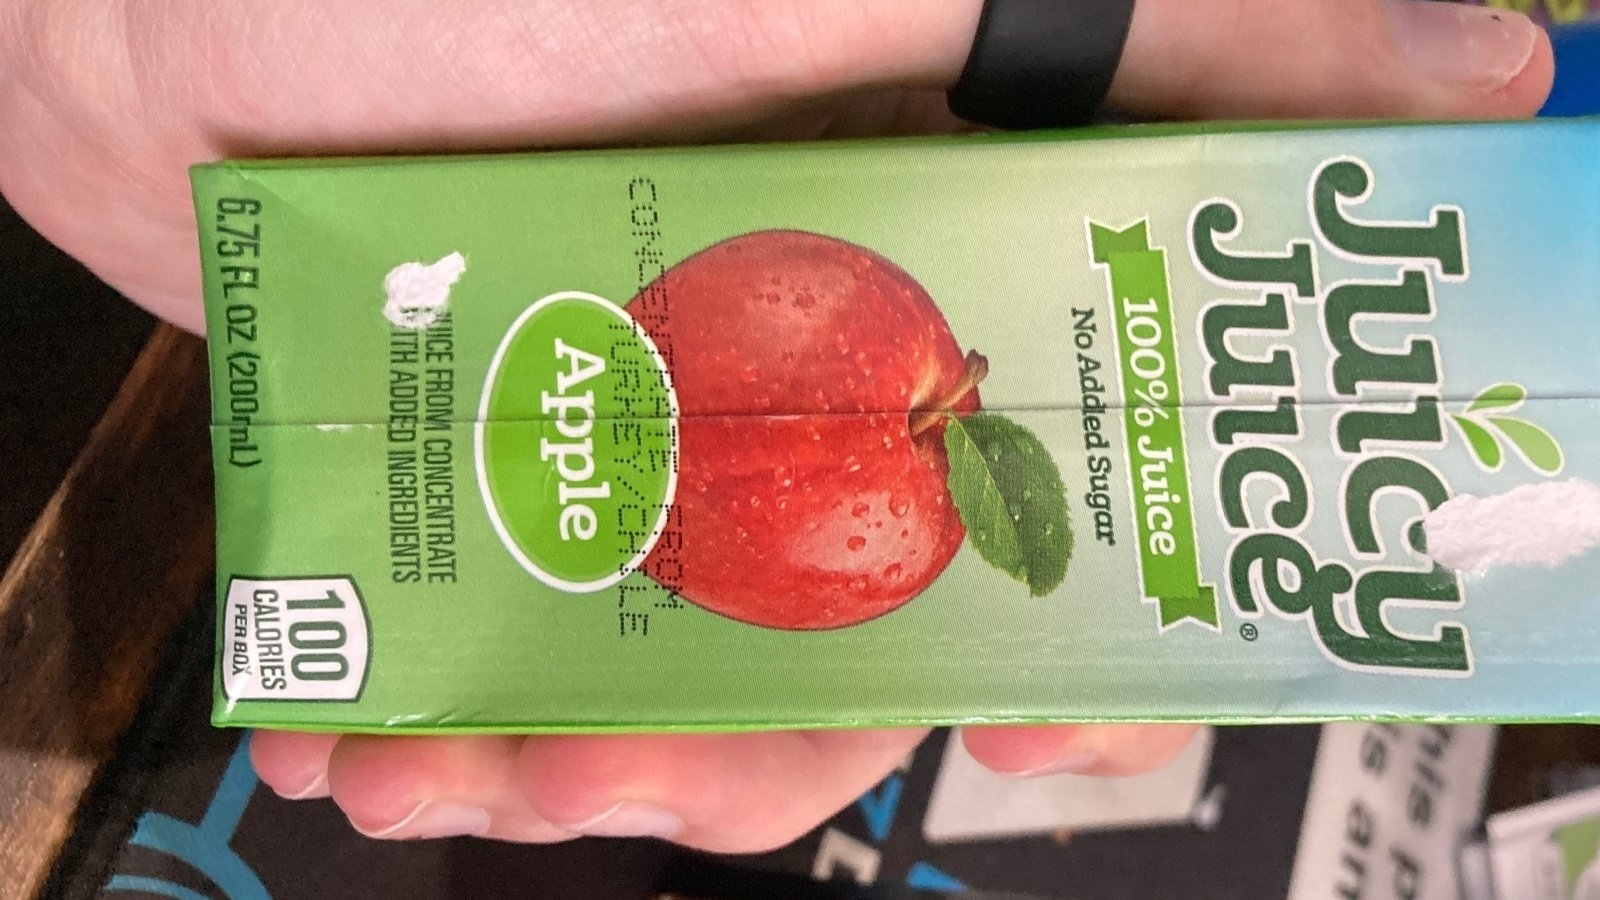 Juicy
Juice®
100% Juice
No Added Sugar
CONCENTRATE FROM
TURKEY/CHILE
Apple
JUICE FROM CONCENTRATE
WITH ADDED INGREDIENTS
100
CALORIES
PER BOX
6.75 FL OZ (200mL)